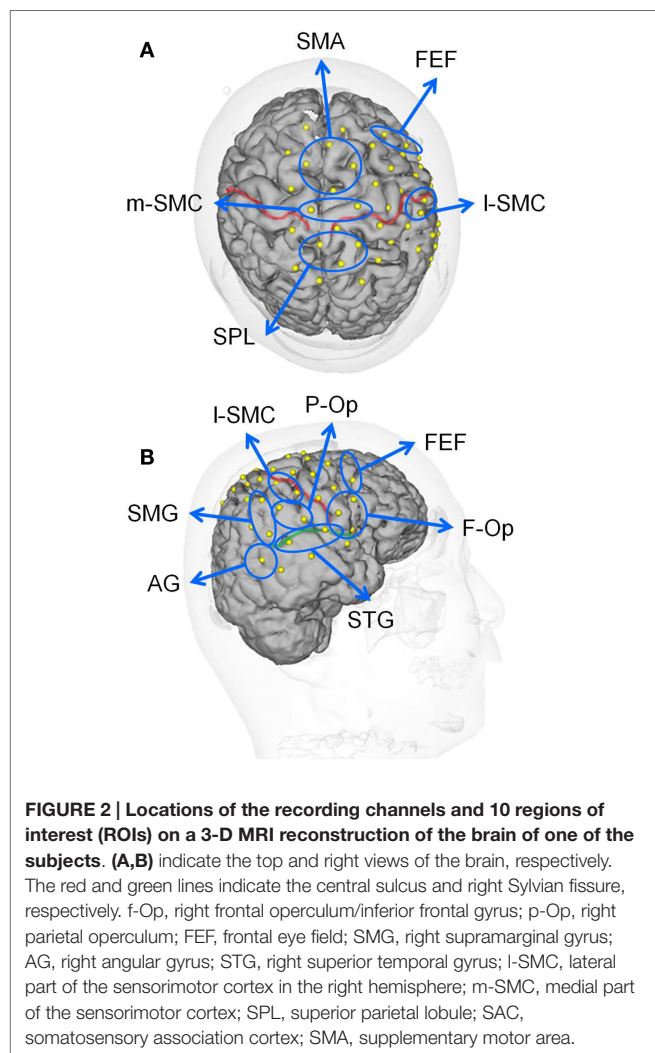 A
SMA
FEF
m-SMC
l-SMC
SPL
B
l-SMC
P-Op
FEF
SMG
F-Op
AG
STG
FIGURE 2 | Locations of the recording channels and 10 regions of
interest (ROIs) on a 3-D MRI reconstruction of the brain of one of the
subjects. (A,B) indicate the top and right views of the brain, respectively.
The red and green lines indicate the central sulcus and right Sylvian fissure,
respectively. f-Op, right frontal operculum/inferior frontal gyrus; p-Op, right
parietal operculum; FEF, frontal eye field; SMG, right supramarginal gyrus;
AG, right angular gyrus; STG, right superior temporal gyrus; l-SMC, lateral
part of the sensorimotor cortex in the right hemisphere; m-SMC, medial part
of the sensorimotor cortex; SPL, superior parietal lobule; SAC,
somatosensory association cortex; SMA, supplementary motor area.